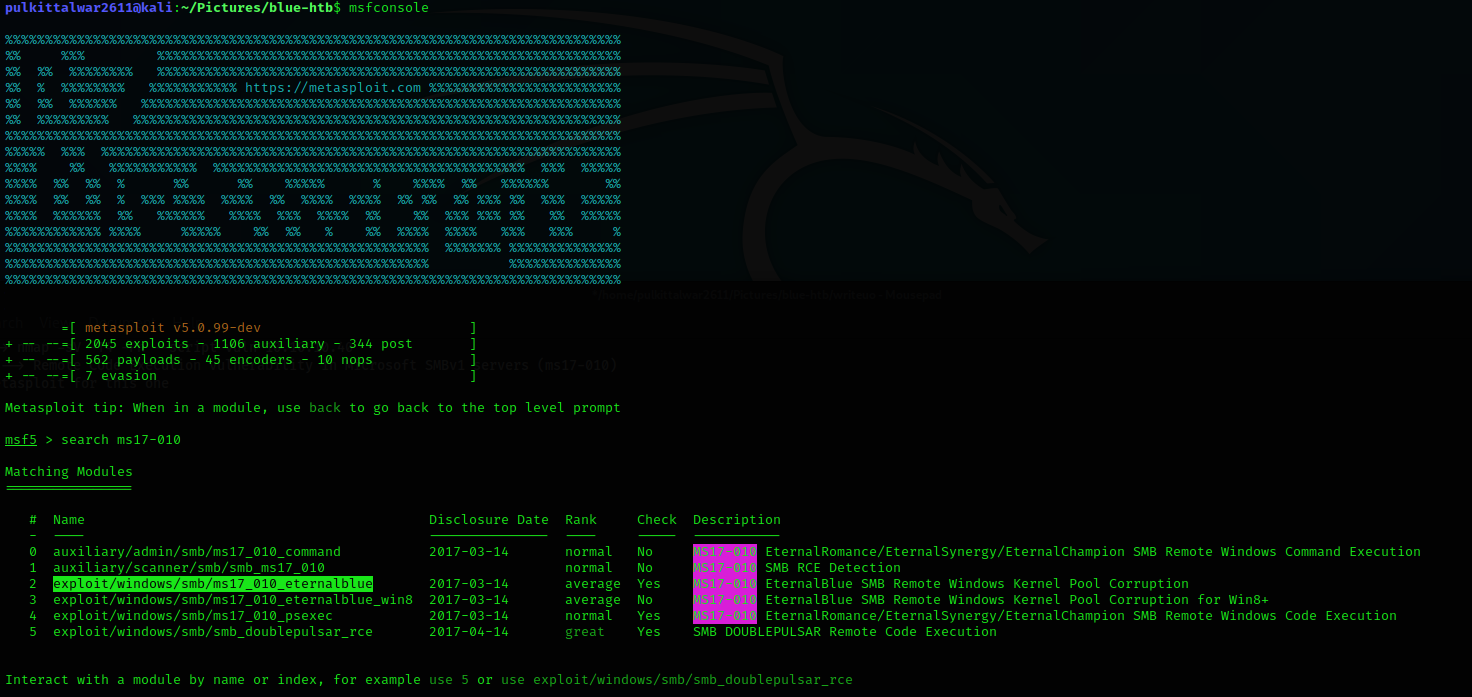 pulkittalwar2611@kali:~/Pictures/blue-htb$ msfconsole
https://metasploit.com
=[ metasploit v5.0.99-dev ]
+ -- --=[ 2045 exploits - 1106 auxiliary - 344 post ]
+ -- --=[ 562 payloads - 45 encoders - 10 nops ]
+ -- --=[ 7 evasion ]
Metasploit tip: When in a module, use back to go back to the top level prompt
msf5 > search ms17-010
Matching Modules
================
# Name Disclosure Date Rank Check Description
- ---- --------------- ---- ----- -----------
0 auxiliary/admin/smb/ms17_010_command 2017-03-14 normal No MS17-010 EternalRomance/EternalSynergy/EternalChampion SMB Remote Windows Command Execution
1 auxiliary/scanner/smb/smb_ms17_010 normal No MS17-010 SMB RCE Detection
2 exploit/windows/smb/ms17_010_eternalblue 2017-03-14 average Yes MS17-010 EternalBlue SMB Remote Windows Kernel Pool Corruption
3 exploit/windows/smb/ms17_010_eternalblue_win8 2017-03-14 average No MS17-010 EternalBlue SMB Remote Windows Kernel Pool Corruption for Win8+
4 exploit/windows/smb/ms17_010_psexec 2017-03-14 normal Yes MS17-010 EternalRomance/EternalSynergy/EternalChampion SMB Remote Windows Code Execution
5 exploit/windows/smb/smb_doublepulsar_rce 2017-04-14 great Yes SMB DOUBLEPULSAR Remote Code Execution
Interact with a module by name or index, for example use 5 or use exploit/windows/smb/smb_doublepulsar_rce